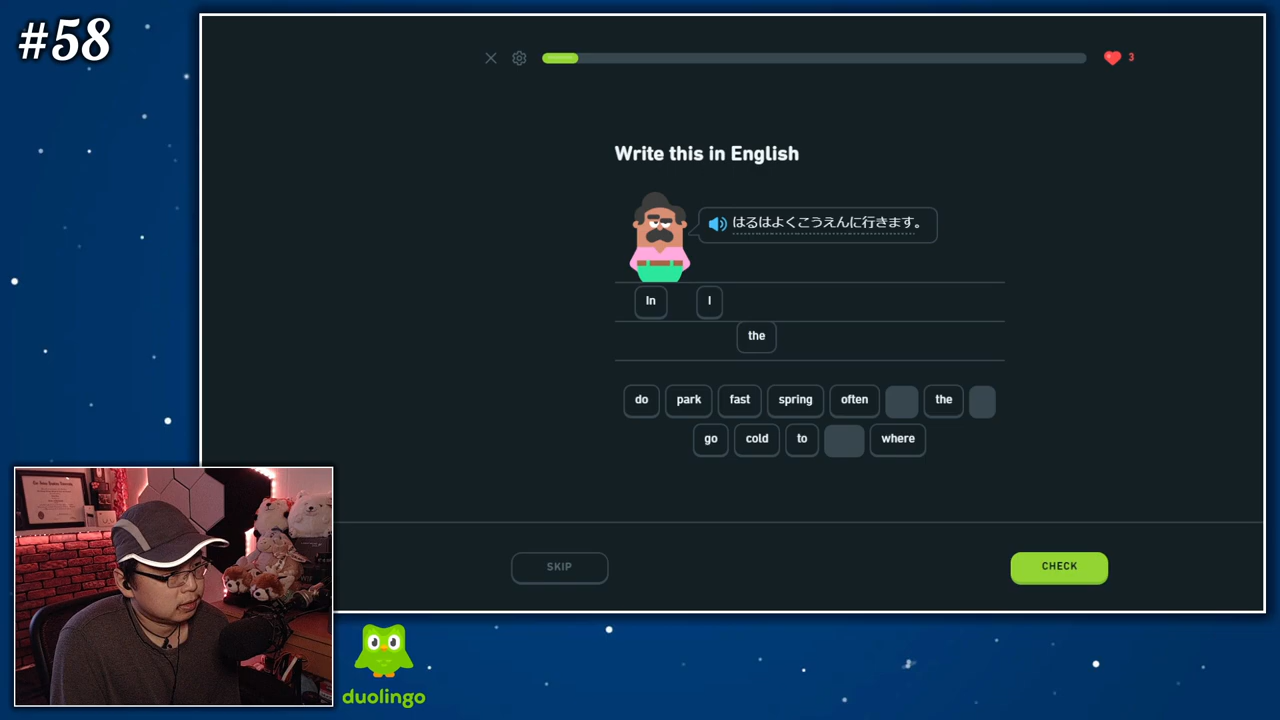 #58
3
Write this in English
はるはよくこうえんに行きます。
In I
the
do park fast spring often the
go cold to where
SKIP
CHECK
duolingo